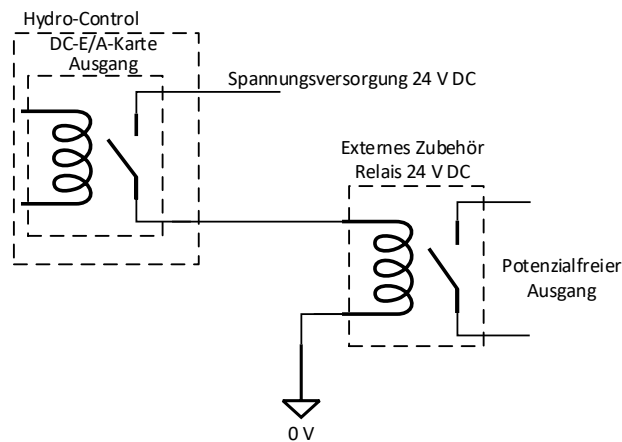 Hydro-Control
DC-E/A-Karte
Ausgang
Spannungsversorgung 24 V DC
Externes Zubehör
Relais 24 V DC
Potenzialfreier
Ausgang
0 V